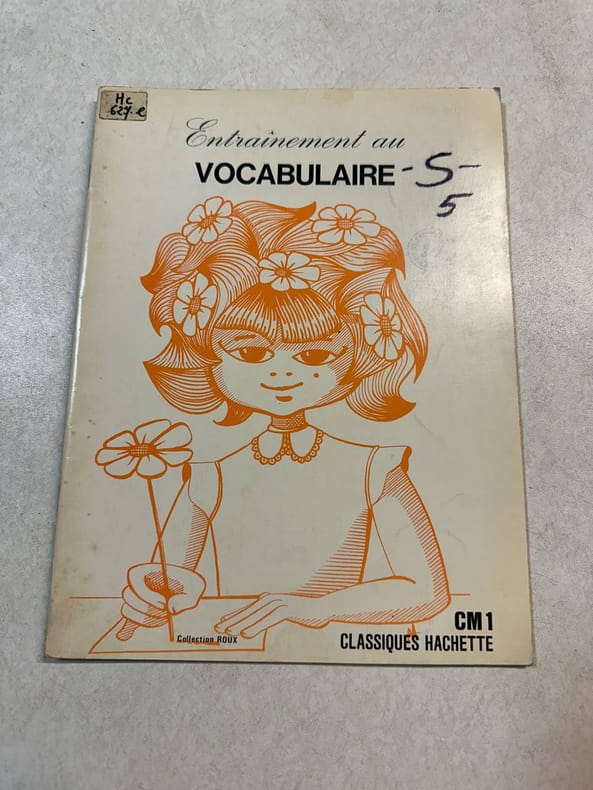 Hc
627.e
Entraînement au
VOCABULAIRE -S-
5
Collection ROUX
CM1
CLASSIQUES HACHETTE